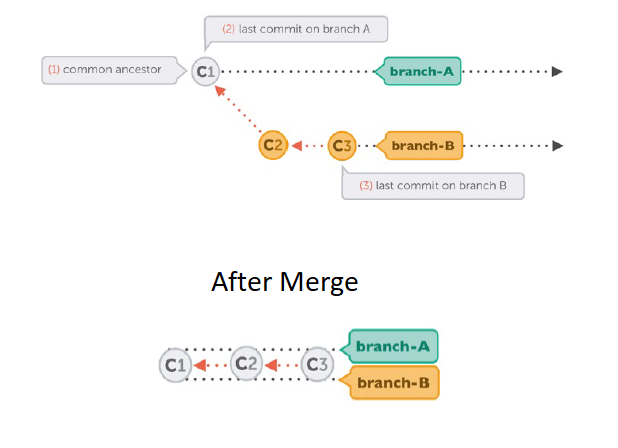 (2) last commit on branch A
(1) common ancestor
C1
branch-A
C2
C3
branch-B
(3) last commit on branch B
After Merge
C1
C2
C3
branch-A
branch-B